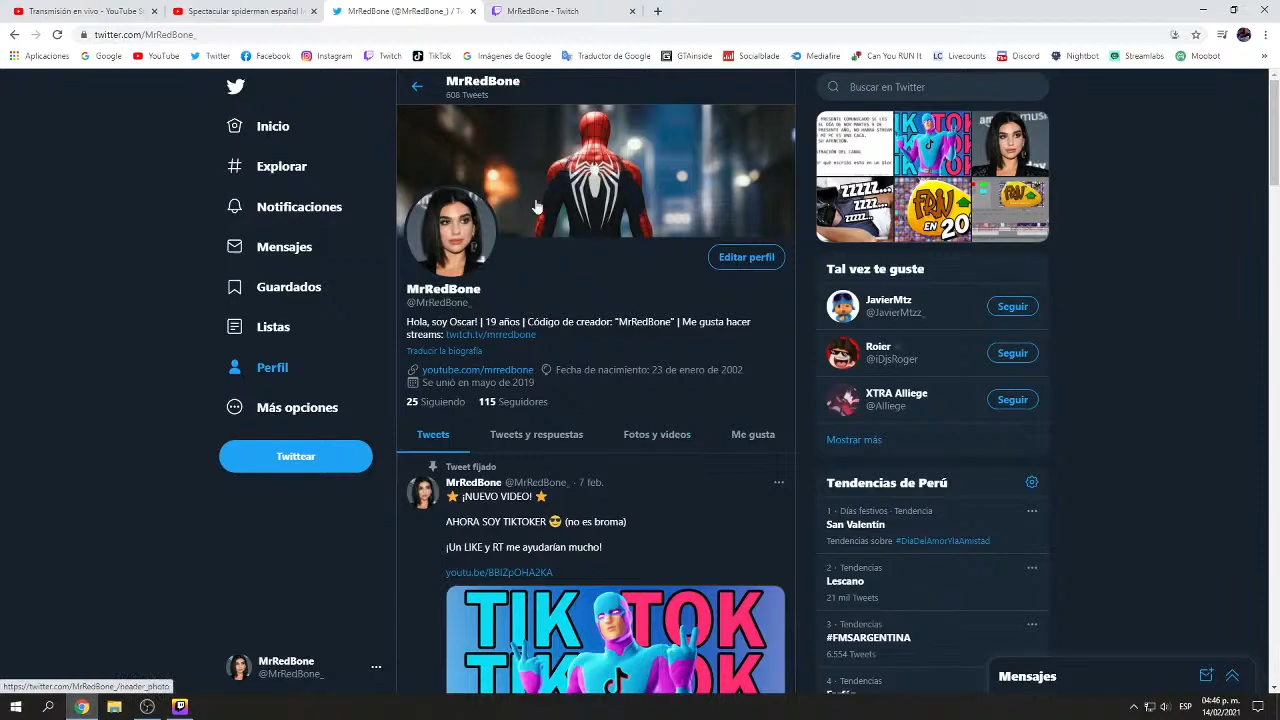 Transmisión en vivo - YouTube S
Spectacular spiderman español l
MrRedBone (@MrRedBone_) / Tw
MrRedBone - Twitch
twitter.com/MrRedBone_
Aplicaciones
Google
YouTube
Twitter
Facebook
Instagram
Twitch
TikTok
Imágenes de Google
Traductor de Google
GTAinside
Socialblade
Mediafire
Can You RUN It
Livecounts
Discord
Nightbot
Streamlabs
Moobot
Inicio
Explorar
Notificaciones
Mensajes
Guardados
Listas
Perfil
Más opciones
Twittear
MrRedBone
@MrRedBone_
MrRedBone
608 Tweets
Editar perfil
MrRedBone
@MrRedBone_
Hola, soy Oscar! | 19 años | Código de creador: "MrRedBone" | Me gusta hacer
streams: twitch.tv/mrredbone
Traducir la biografía
youtube.com/mrredbone Fecha de nacimiento: 23 de enero de 2002
Se unió en mayo de 2019
25 Siguiendo 115 Seguidores
Tweets
Tweets y respuestas
Fotos y videos
Me gusta
Tweet fijado
MrRedBone @MrRedBone_ · 7 feb.
¡NUEVO VIDEO!
AHORA SOY TIKTOKER 😎 (no es broma)
¡Un LIKE y RT me ayudarían mucho!
youtu.be/BBIZpOHA2KA
TIK TOK
Buscar en Twitter
TIK TOK
ZZZZZ...
ZZZZ...
ZZZZ...
EN 20
Tal vez te guste
JavierMtz
@JavierMtzz_
Seguir
Roier
@iDjsRoger
Seguir
XTRA Alliege
@Alliege
Seguir
Mostrar más
Tendencias de Perú
1 · Días festivos · Tendencia
San Valentín
Tendencias sobre #DiaDelAmorYlaAmistad
2 · Tendencias
Lescano
21 mil Tweets
3 · Tendencias
#FMSARGENTINA
6.554 Tweets
4 · Tendencias
Mensajes
https://twitter.com/MrRedBone_/header_photo
ESP
04:46 p. m.
14/02/2021